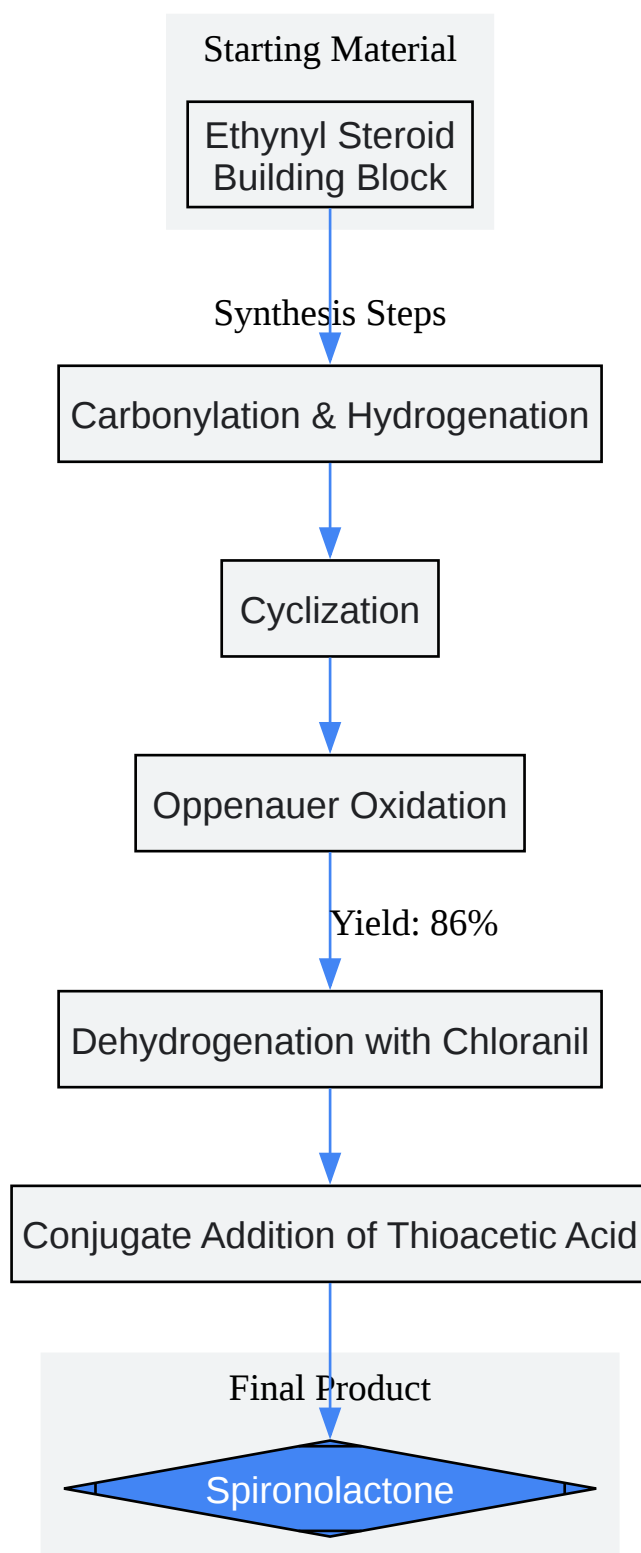 Starting Material
Ethynyl Steroid
Building Block
Synthesis Steps
Carbonylation & Hydrogenation
Cyclization
Oppenauer Oxidation
Yield: 86%
Dehydrogenation with Chloranil
Conjugate Addition of Thioacetic Acid
Final Product
Spironolactone